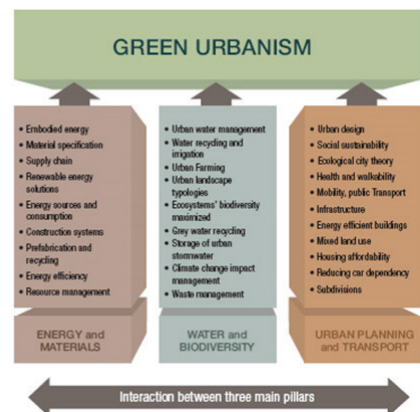 GREEN URBANISM
• Embodied energy
• Material specification
• Supply chain
• Renewable energy
solutions
• Energy sources and
consumption
• Construction systems
• Prefabrication and
recycling
• Energy efficiency
• Resource management
ENERGY and
MATERIALS
• Urban water management
• Water recycling and
irrigation
• Urban Farming
• Urban landscape
typologies
• Ecosystems' biodiversity
maximized
• Grey water recycling
• Storage of urban
stormwater
• Climate change impact
management
• Waste management
WATER and
BIODIVERSITY
• Urban design
• Social sustainability
• Ecological city theory
• Health and walkability
• Mobility, public Transport
• Infrastructure
• Energy efficient buildings
• Mixed land use
• Housing affordability
• Reducing car dependency
• Subdivisions
URBAN PLANNING
and TRANSPORT
Interaction between three main pillars